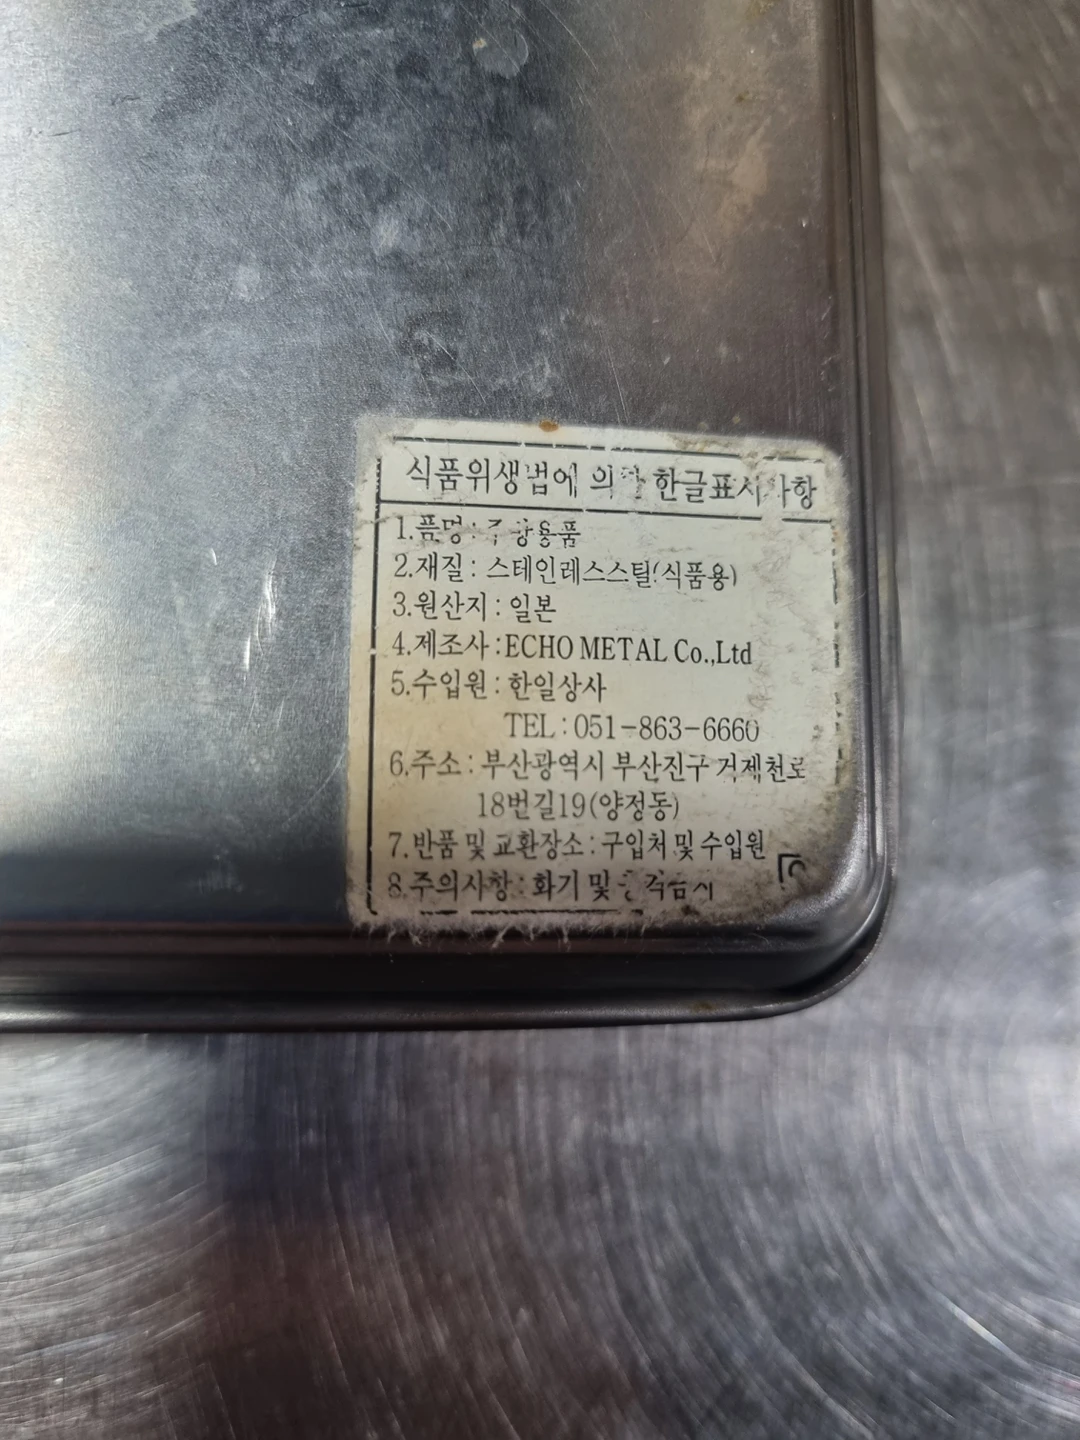 식품위생법에 의한 한글표시사항
1.품명 : 주방용품
2.재질 : 스테인레스스틸(식품용)
3.원산지 : 일본
4.제조사 : ECHO METAL Co.,Ltd
5.수입원 : 한일상사
TEL : 051-863-6660
6.주소 : 부산광역시 부산진구 거제천로
18번길19(양정동)
7.반품 및 교환장소 : 구입처 및 수입원
8.주의사항 : 화기 및